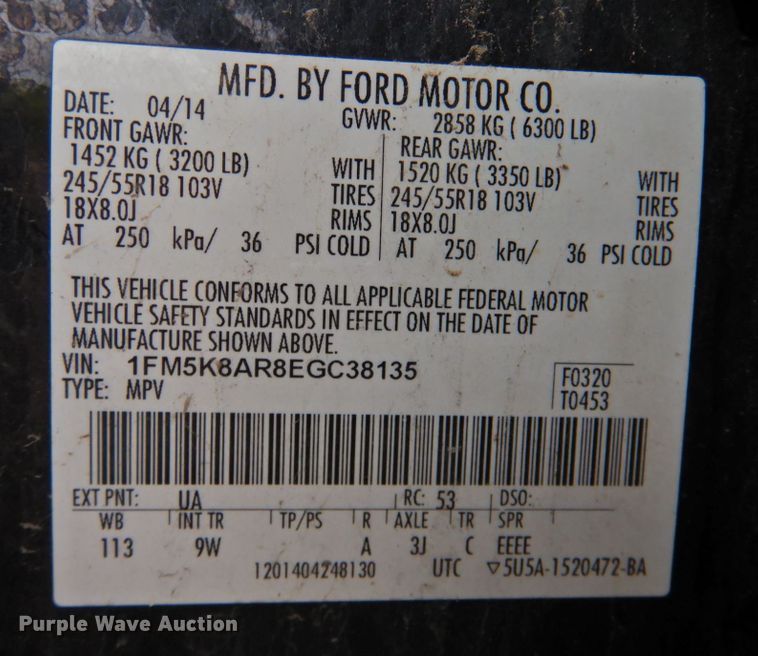 MFD. BY FORD MOTOR CO.
DATE: 04/14 GVWR: 2858 KG ( 6300 LB)
FRONT GAWR: REAR GAWR:
1452 KG ( 3200 LB) WITH 1520 KG ( 3350 LB) WITH
245/55R18 103V TIRES 245/55R18 103V TIRES
18X8.0J RIMS 18X8.0J RIMS
AT 250 kPa/ 36 PSI COLD AT 250 kPa/ 36 PSI COLD
THIS VEHICLE CONFORMS TO ALL APPLICABLE FEDERAL MOTOR
VEHICLE SAFETY STANDARDS IN EFFECT ON THE DATE OF
MANUFACTURE SHOWN ABOVE.
VIN: 1FM5K8AR8EGC38135 F0320
TYPE: MPV T0453
EXT PNT: UA RC: 53 DSO:
WB INT TR TP/PS R AXLE TR SPR
113 9W A 3J C EEEE
1201404248130 UTC ▽5U5A-1520472-BA
Purple Wave Auction